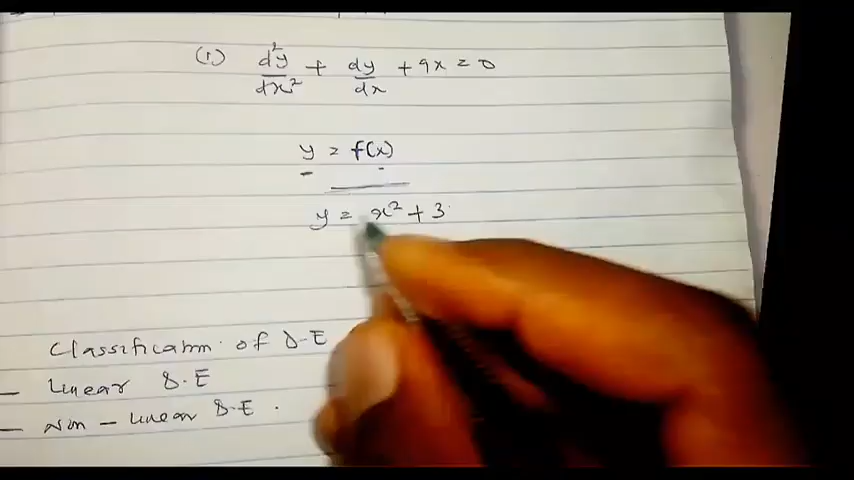 (1) d²y/dx² + dy/dx + 9x = 0
y = f(x)
y = x² + 3
Classification of D.E
- Linear D.E
- Non - linear D.E.